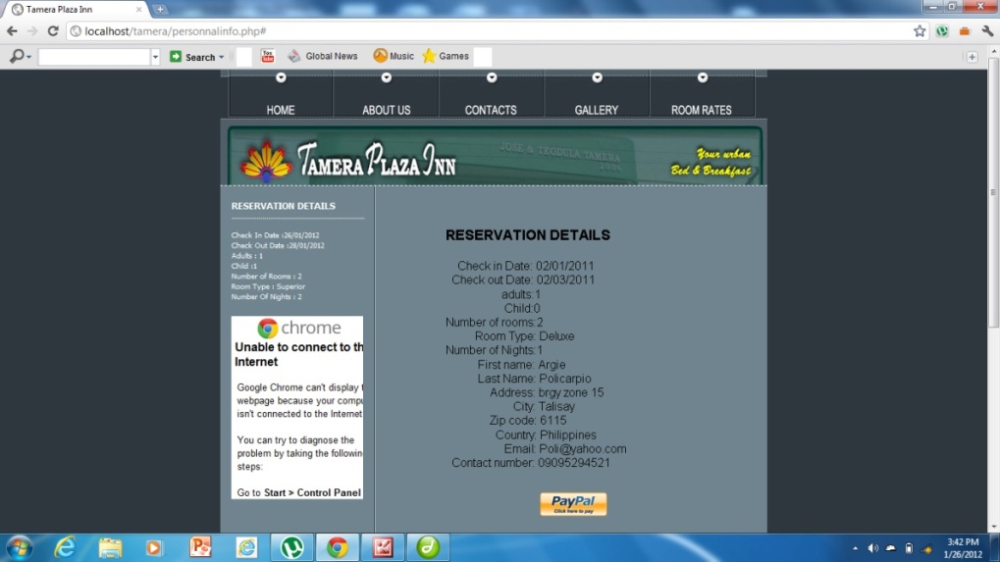 Tamera Plaza Inn
localhost/tamera/personnalinfo.php#
Search
You Tube
Global News
Music
Games
HOME
ABOUT US
CONTACTS
GALLERY
ROOM RATES
TAMERA PLAZA INN
JOSE & TEODULA TAMERA
2006
Your urban
Bed & Breakfast
RESERVATION DETAILS
Check In Date :26/01/2012
Check Out Date :28/01/2012
Adults : 1
Child :1
Number of Rooms : 2
Room Type : Superior
Number Of Nights : 2
chrome
Unable to connect to th
Internet
Google Chrome can't display t
webpage because your compu
isn't connected to the Internet
You can try to diagnose the
problem by taking the followin
steps:
Go to Start > Control Panel
RESERVATION DETAILS
Check in Date: 02/01/2011
Check out Date: 02/03/2011
adults:1
Child:0
Number of rooms:2
Room Type: Deluxe
Number of Nights:1
First name: Argie
Last Name: Policarpio
Address: brgy zone 15
City: Talisay
Zip code: 6115
Country: Philippines
Email: Poli@yahoo.com
Contact number: 09095294521
PayPal
Click here to pay
3:42 PM
1/26/2012